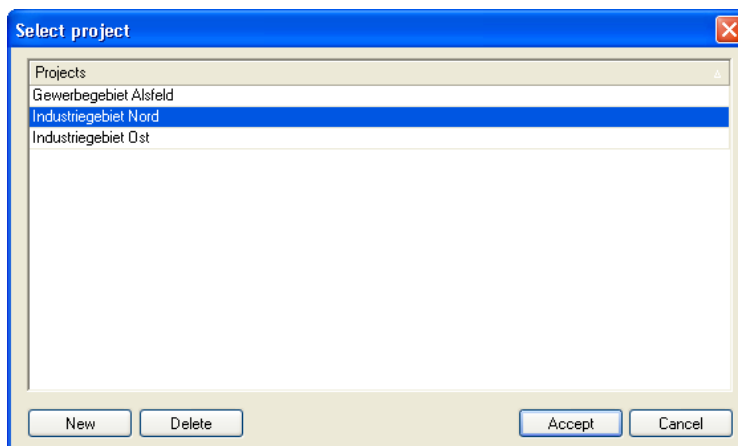 Select project
Projects
Gewerbegebiet Alsfeld
Industriegebiet Nord
Industriegebiet Ost
New Delete Accept Cancel